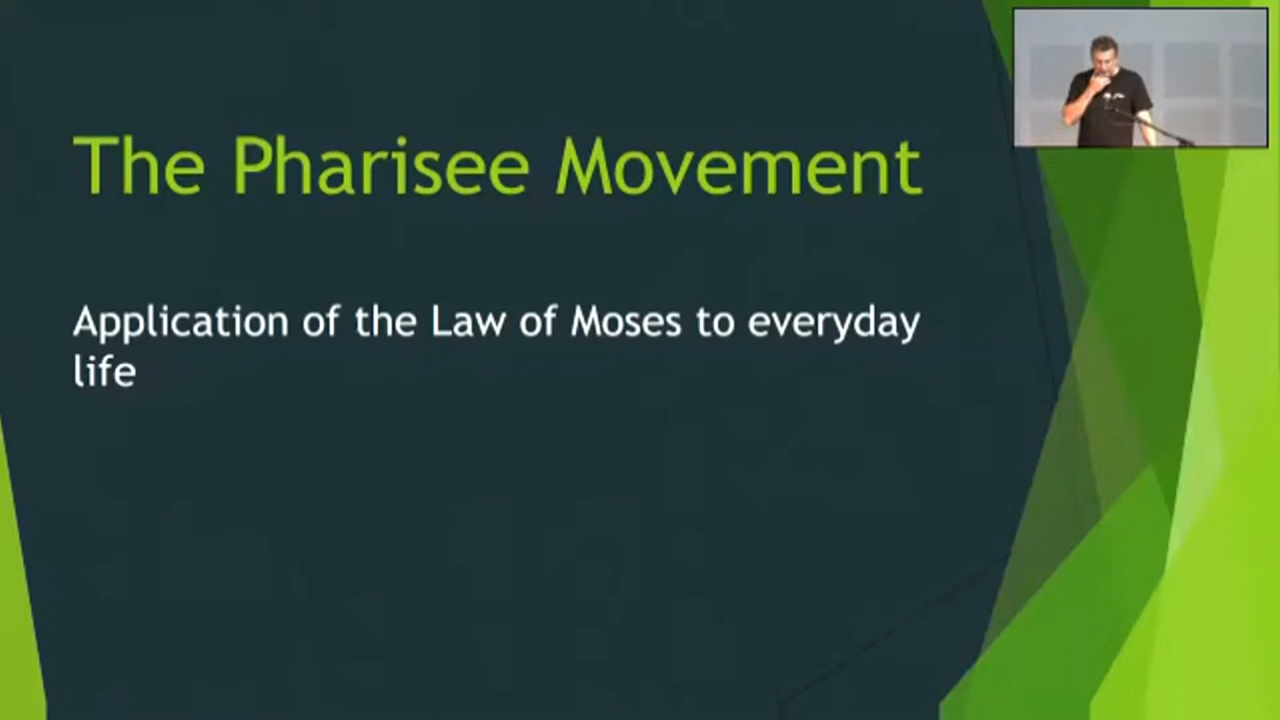 The Pharisee Movement
Application of the Law of Moses to everyday
life